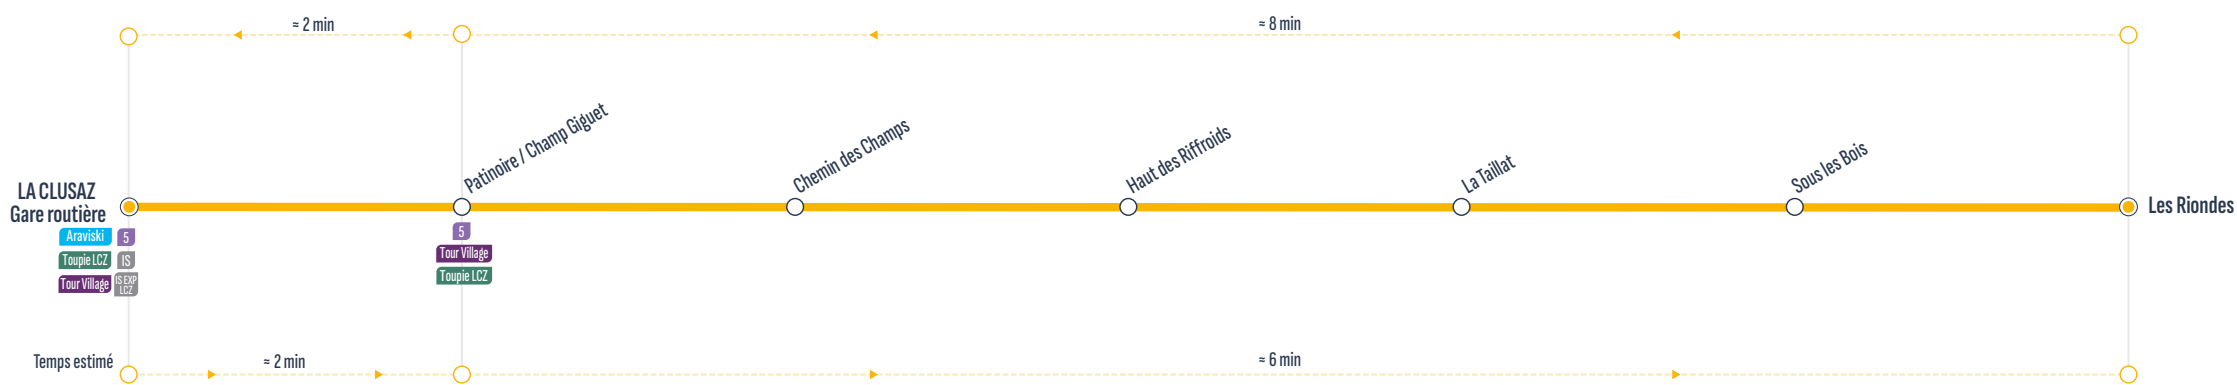 ≈ 2 min
≈ 8 min
Patinoire / Champ Giguet
Chemin des Champs
Haut des Riffroids
La Taillat
Sous les Bois
LA CLUSAZ
Gare routière
Les Riondes
Araviski 5
Toupie LCZ IS
Tour Village IS EXP
LCZ
5
Tour Village
Toupie LCZ
Temps estimé
≈ 2 min
≈ 6 min